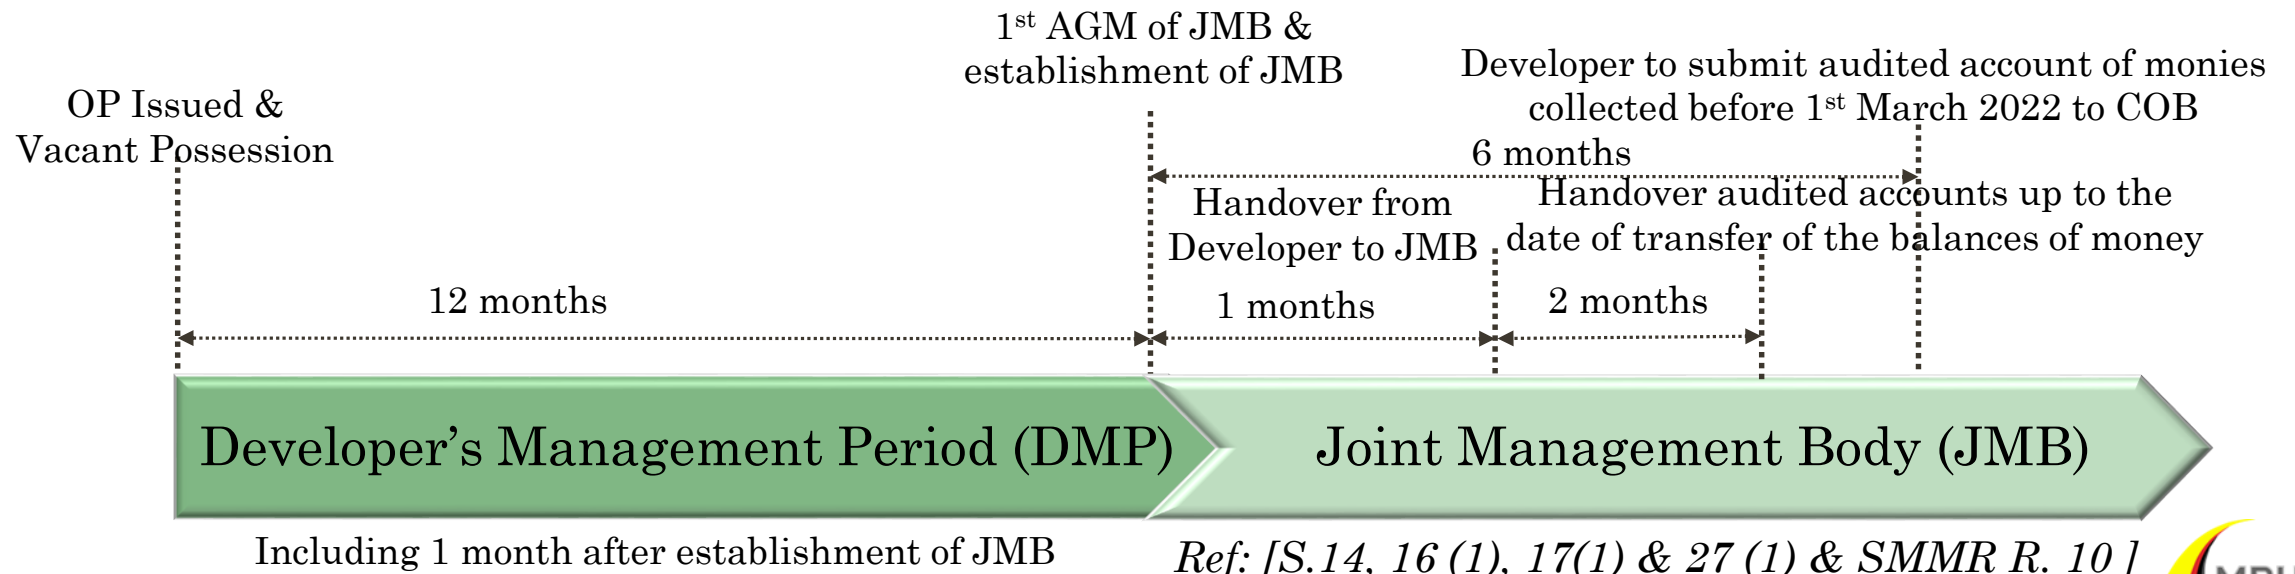 1st AGM of JMB &
establishment of JMB
OP Issued &
Vacant Possession
Developer to submit audited account of monies
collected before 1st March 2022 to COB
6 months
Handover from
Developer to JMB
Handover audited accounts up to the
date of transfer of the balances of money
12 months
1 months
2 months
Developer’s Management Period (DMP)
Joint Management Body (JMB)
Including 1 month after establishment of JMB
Ref: [S.14, 16 (1), 17(1) & 27 (1) & SMMR R. 10 ]